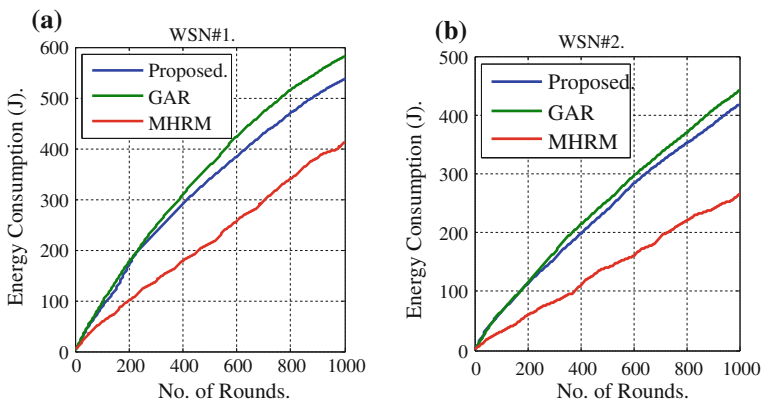 (a)
WSN#1.
600
500
400
300
200
100
0
Energy Consumption (J).
Proposed.
GAR
MHRM
0 200 400 600 800 1000
No. of Rounds.
(b)
WSN#2.
500
400
300
200
100
0
Energy Consumption (J).
Proposed.
GAR
MHRM
0 200 400 600 800 1000
No. of Rounds.